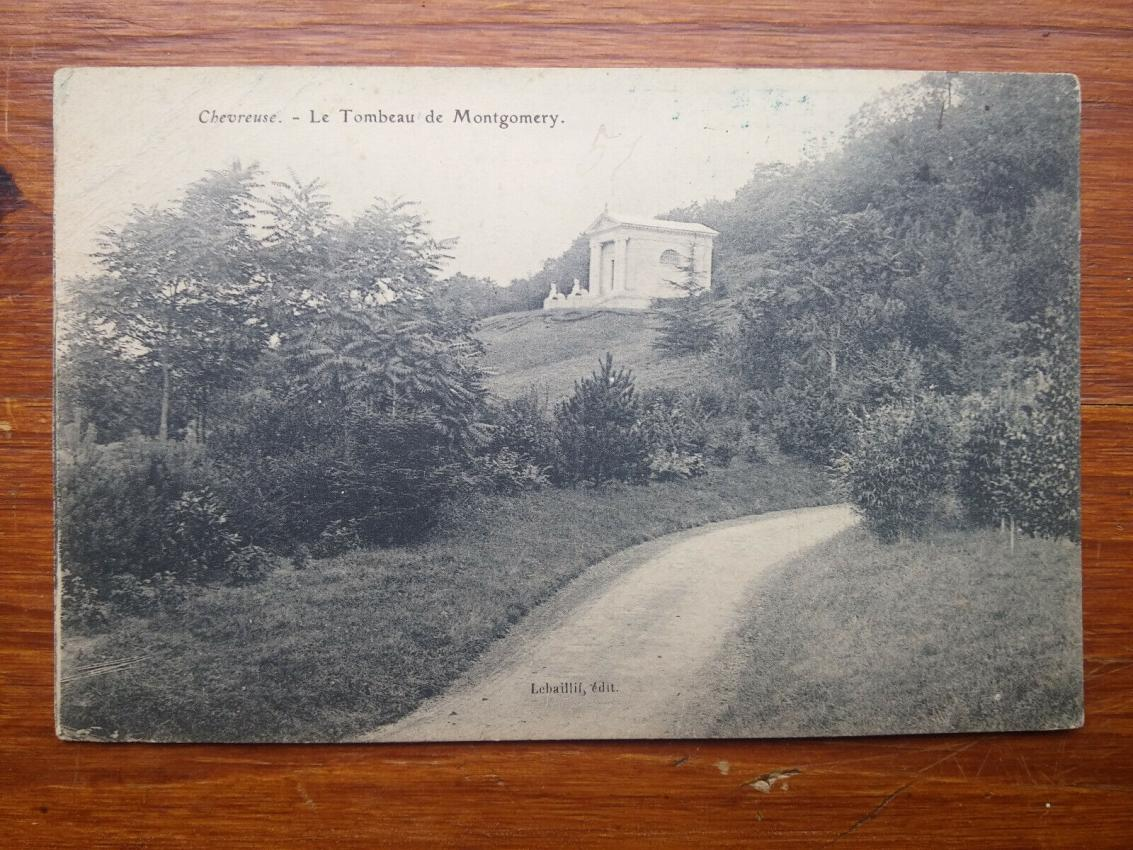 Chevreuse. - Le Tombeau de Montgomery.
Lebaillif, édit.